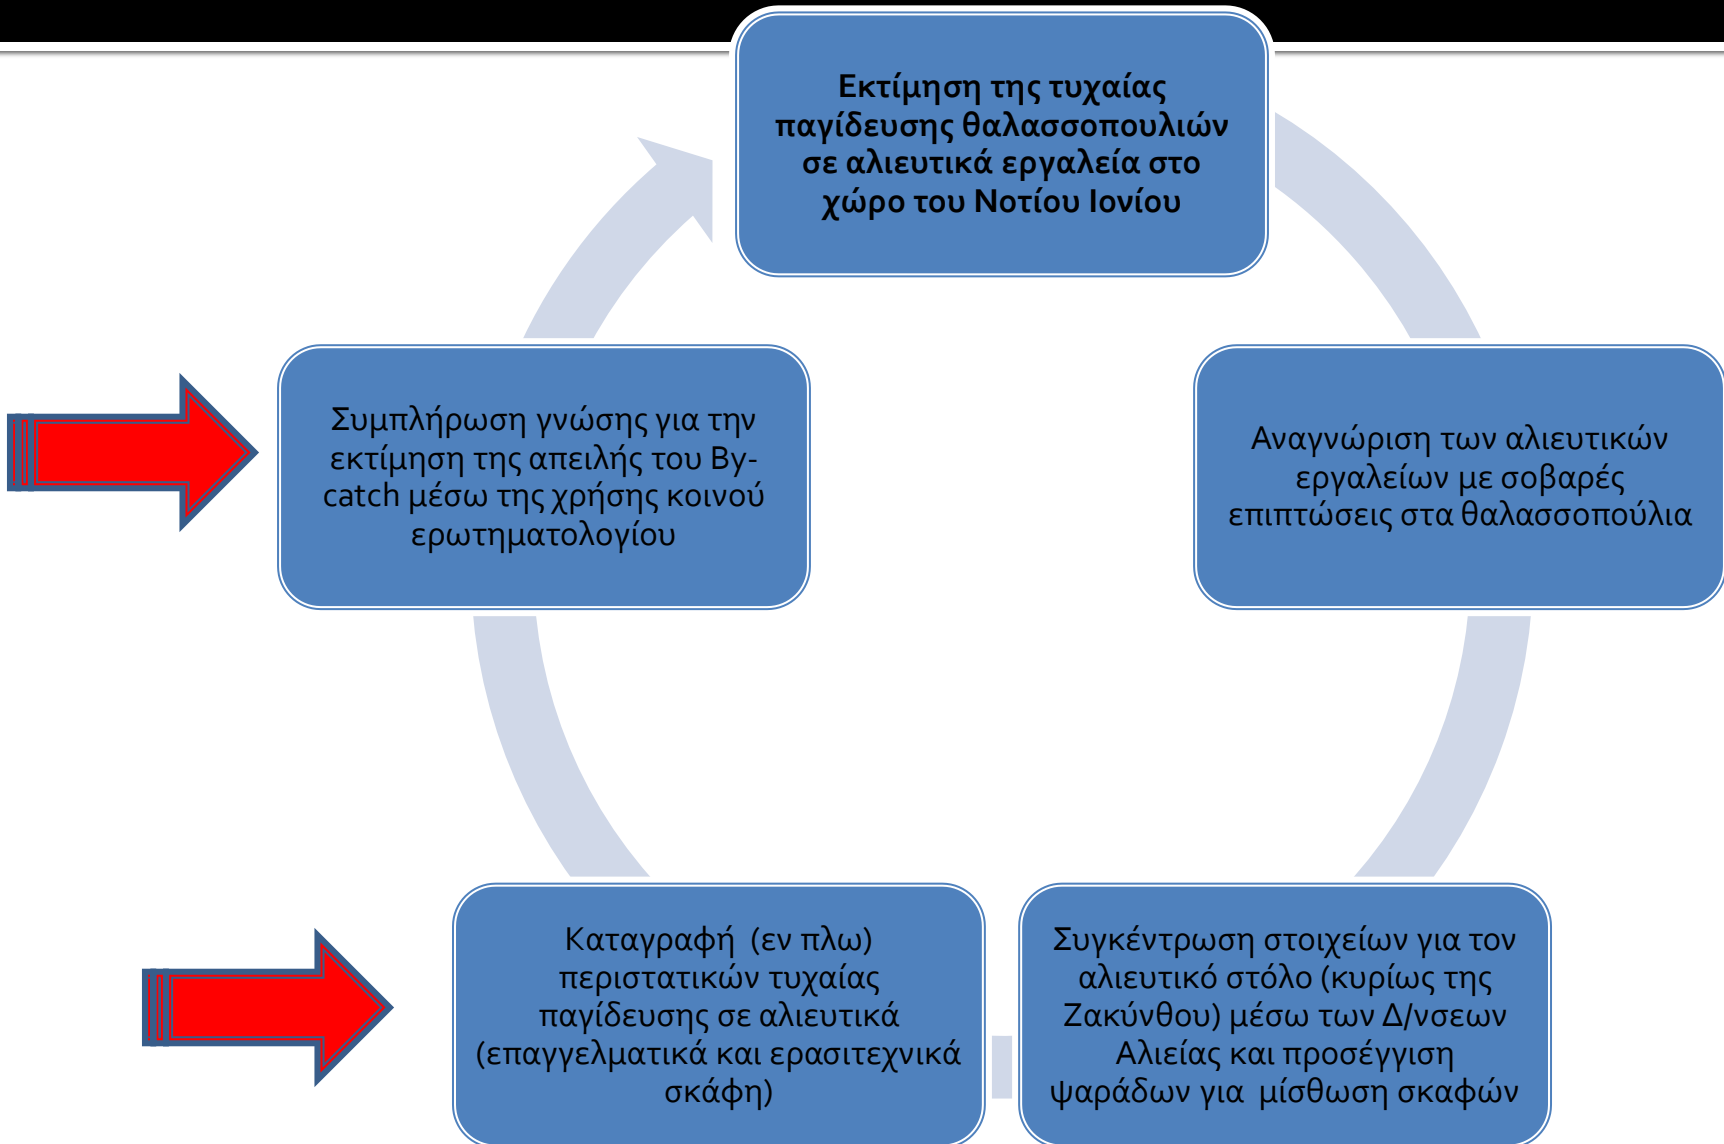 Εκτίμηση της τυχαίας
παγίδευσης θαλασσοπουλιών
σε αλιευτικά εργαλεία στο
χώρο του Νοτίου Ιονίου
Αναγνώριση των αλιευτικών
εργαλείων με σοβαρές
επιπτώσεις στα θαλασσοπούλια
Συγκέντρωση στοιχείων για τον
αλιευτικό στόλο (κυρίως της
Ζακύνθου) μέσω των Δ/νσεων
Αλιείας και προσέγγιση
ψαράδων για μίσθωση σκαφών
Καταγραφή (εν πλω)
περιστατικών τυχαίας
παγίδευσης σε αλιευτικά
(επαγγελματικά και ερασιτεχνικά
σκάφη)
Συμπλήρωση γνώσης για την
εκτίμηση της απειλής του By-
catch μέσω της χρήσης κοινού
ερωτηματολογίου